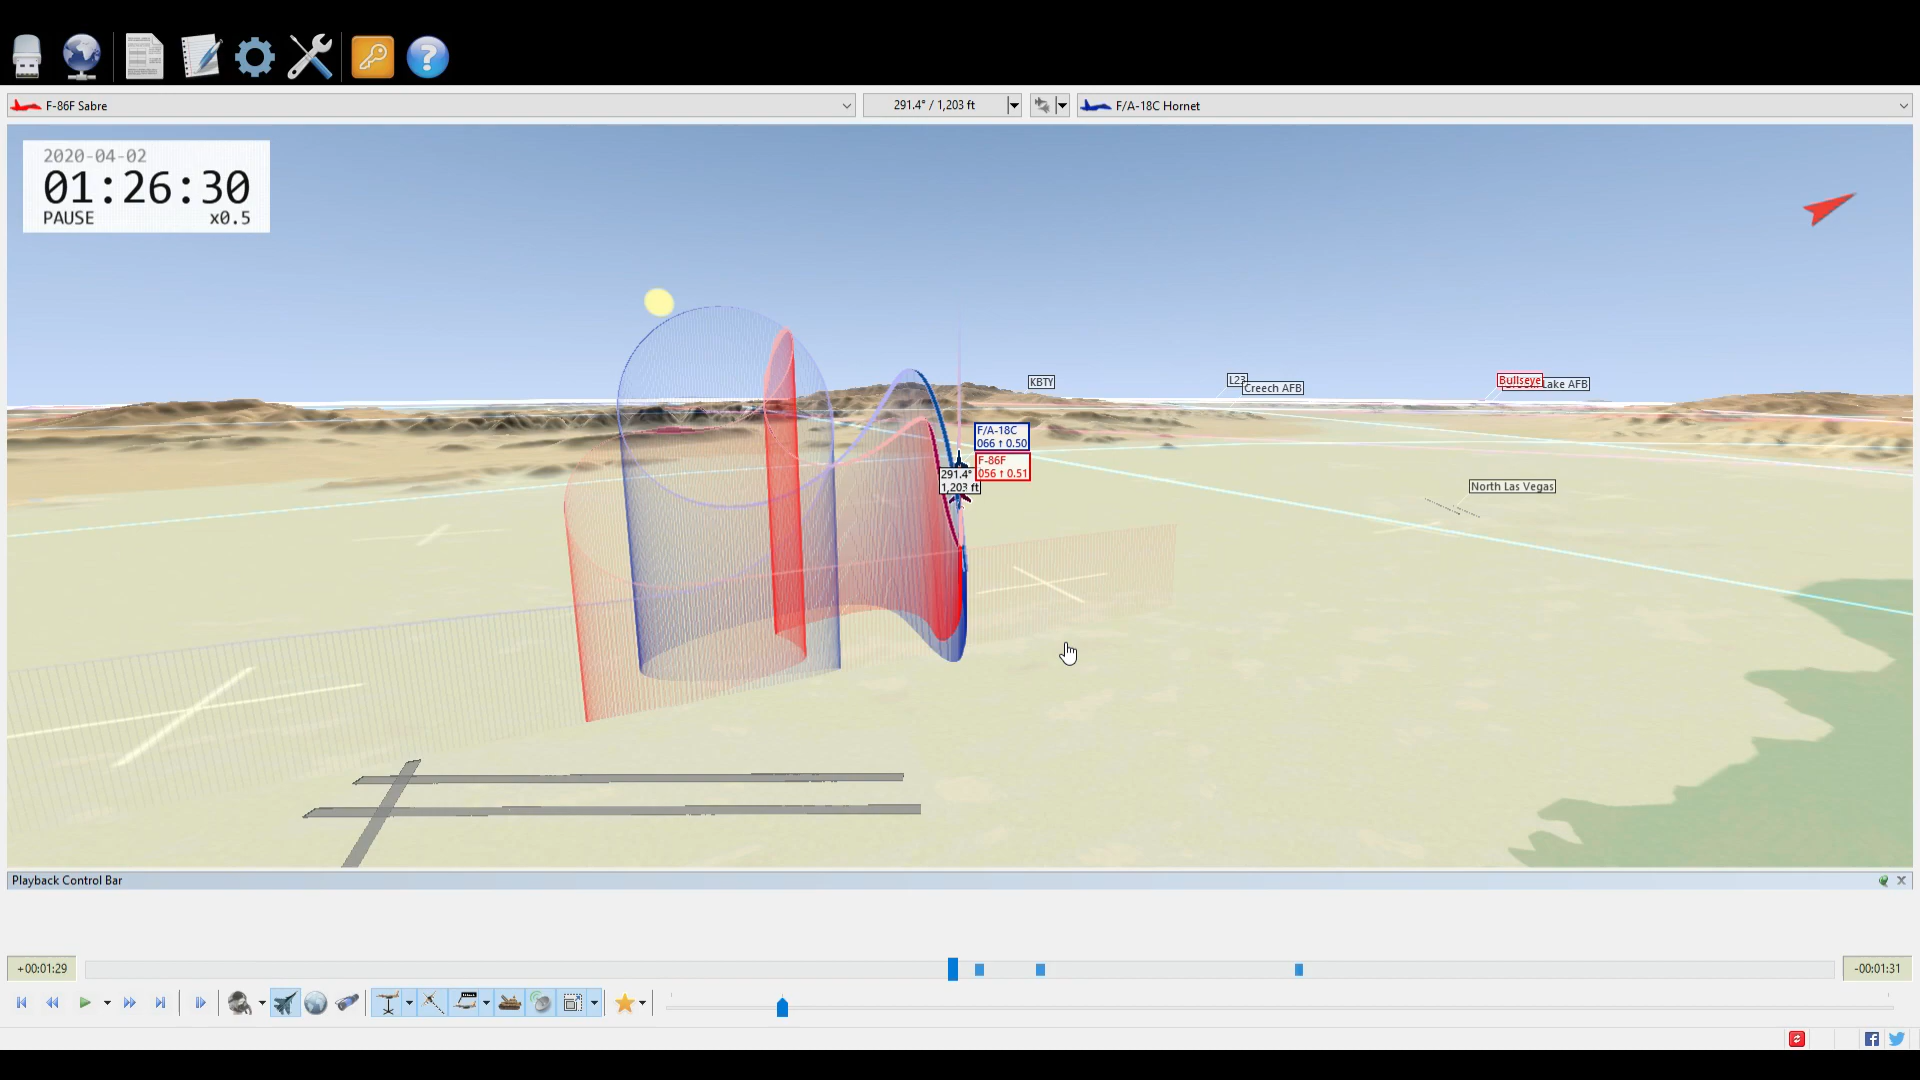 F-86F Sabre
291.4° / 1,203 ft
F/A-18C Hornet
2020-04-02
01:26:30
PAUSE x0.5
KBTY
L23
Creech AFB
Bullseye
Lake AFB
F/A-18C
066 ↑ 0.50
F-86F
056 ↑ 0.51
291.4°
1,203 ft
North Las Vegas
Playback Control Bar
+00:01:29
-00:01:31